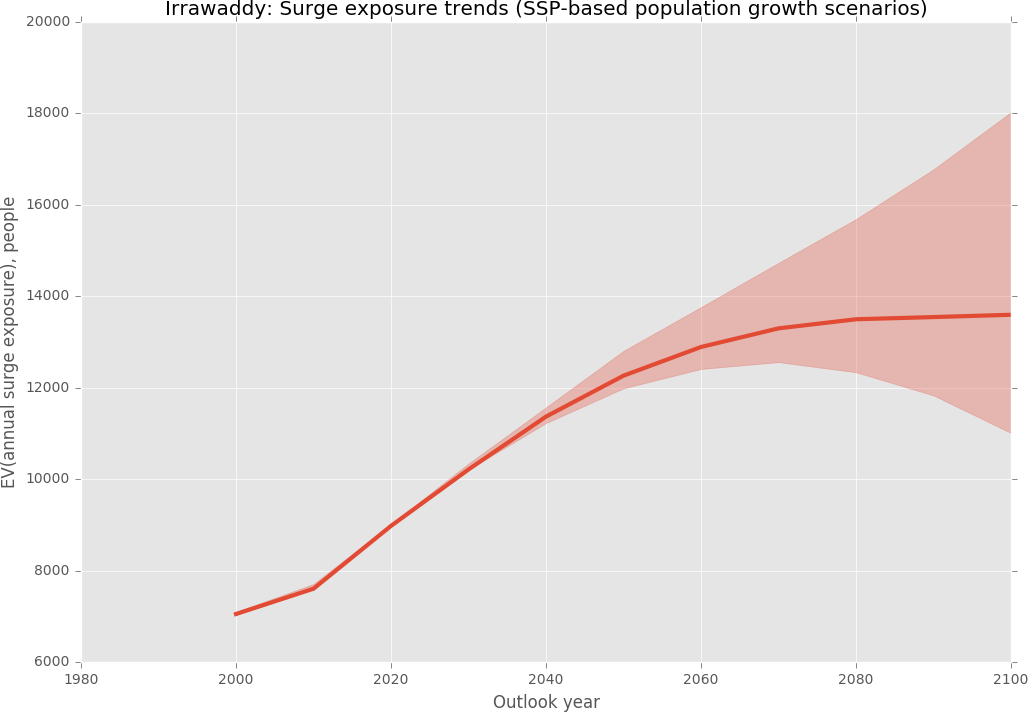 Irrawaddy: Surge exposure trends (SSP-based population growth scenarios)
20000
18000
16000
14000
12000
10000
8000
6000
EV(annual surge exposure), people
1980 2000 2020 2040 2060 2080 2100
Outlook year